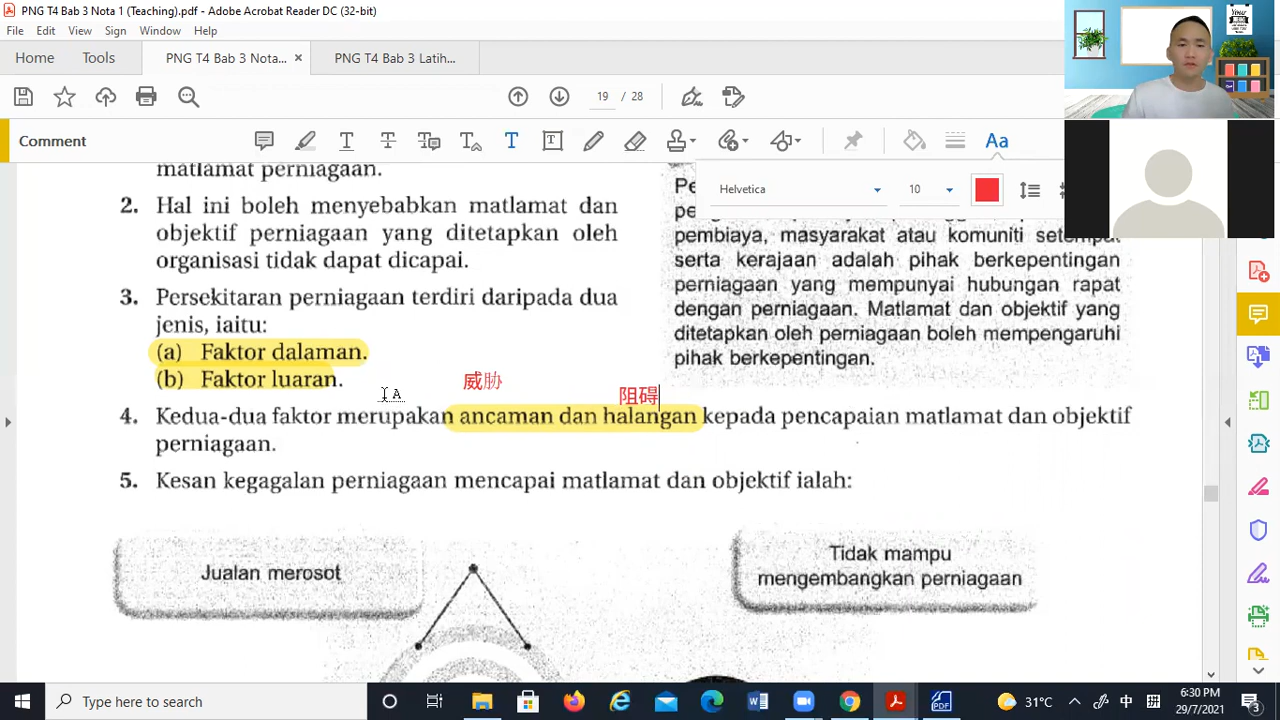 PNG T4 Bab 3 Nota 1 (Teaching).pdf - Adobe Acrobat Reader DC (32-bit)
File Edit View Sign Window Help
Home Tools PNG T4 Bab 3 Nota... × PNG T4 Bab 3 Latih...
19 / 28
Comment
Aa
Helvetica 10
matlamat perniagaan.
2. Hal ini boleh menyebabkan matlamat dan
objektif perniagaan yang ditetapkan oleh
organisasi tidak dapat dicapai.
3. Persekitaran perniagaan terdiri daripada dua
jenis, iaitu:
(a) Faktor dalaman.
(b) Faktor luaran.
pembiaya, masyarakat atau komuniti setempat
serta kerajaan adalah pihak berkepentingan
perniagaan yang mempunyai hubungan rapat
dengan perniagaan. Matlamat dan objektif yang
ditetapkan oleh perniagaan boleh mempengaruhi
pihak berkepentingan.
威胁
阻碍
4. Kedua-dua faktor merupakan ancaman dan halangan kepada pencapaian matlamat dan objektif
perniagaan.
5. Kesan kegagalan perniagaan mencapai matlamat dan objektif ialah:
Jualan merosot
Tidak mampu
mengembangkan perniagaan
Type here to search
31°C
中
拼
6:30 PM
29/7/2021
3